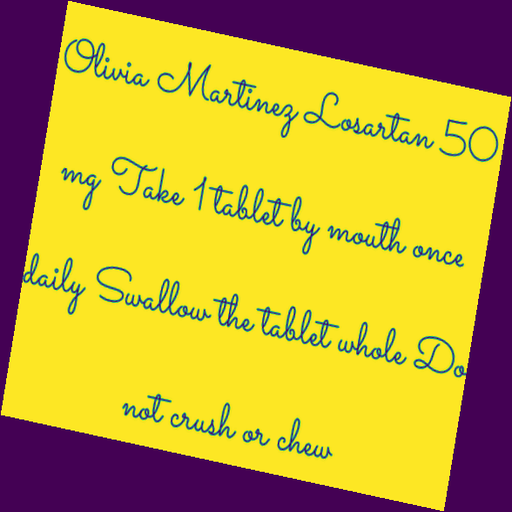 Olivia Martinez Losartan 50
mg Take 1 tablet by mouth once
daily Swallow the tablet whole Do
not crush or chew